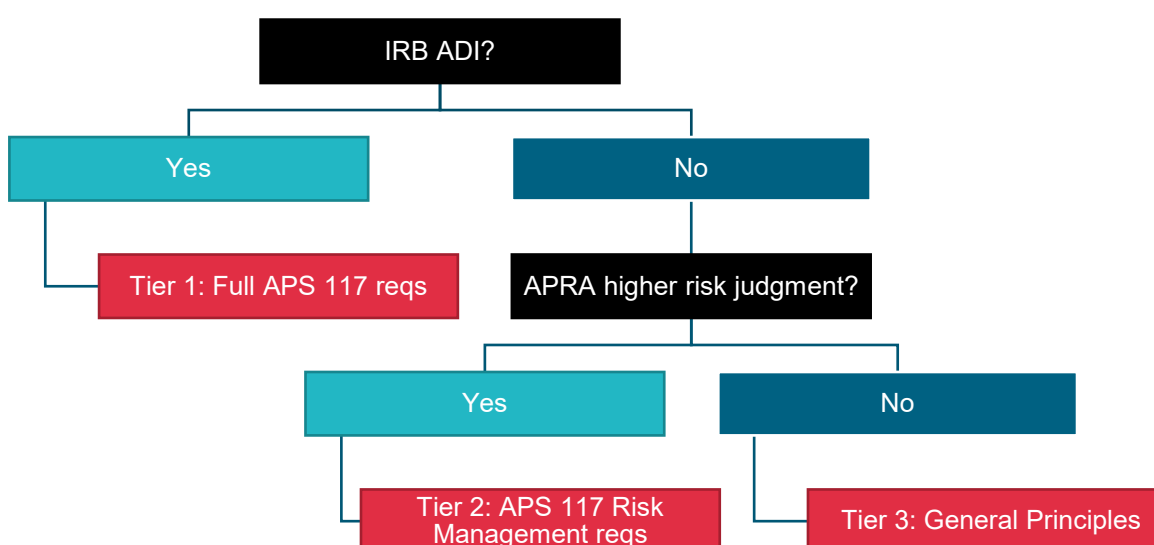 IRB ADI?
Yes
No
Tier 1: Full APS 117 reqs
APRA higher risk judgment?
Yes
No
Tier 2: APS 117 Risk
Management reqs
Tier 3: General Principles